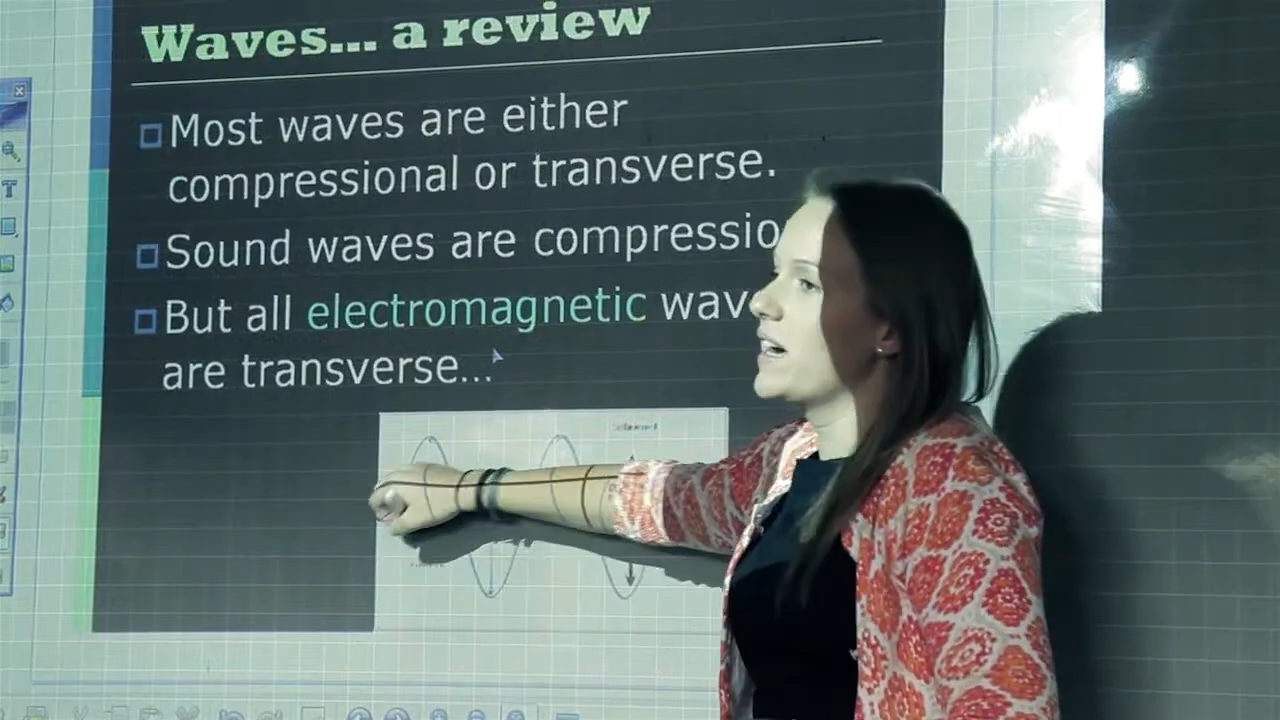 Waves... a review
Most waves are either
compressional or transverse.
Sound waves are compressio
But all electromagnetic wav
are transverse...